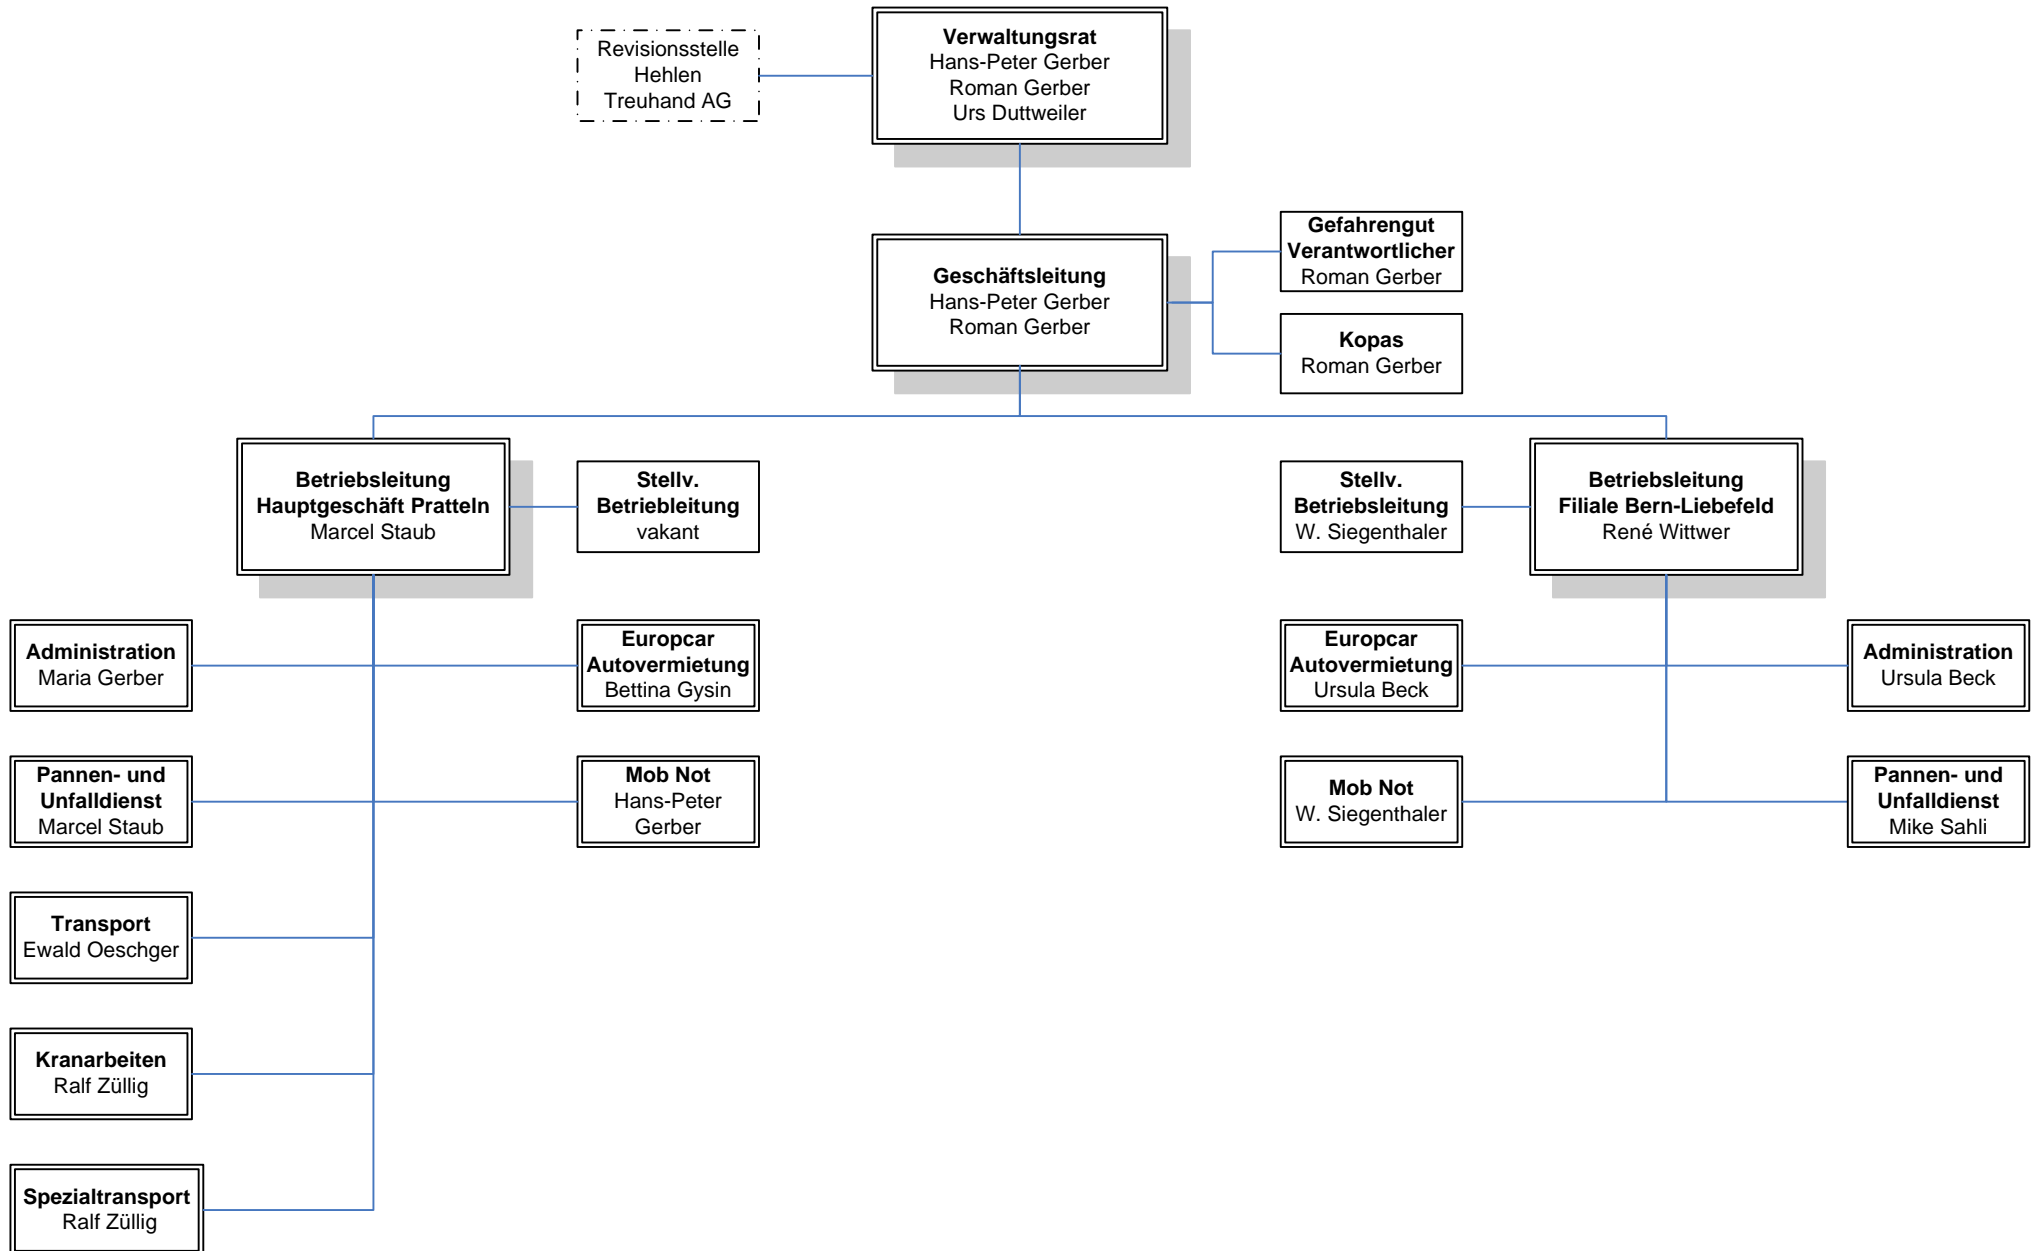 Revisionsstelle
Hehlen
Treuhand AG
Verwaltungsrat
Hans-Peter Gerber
Roman Gerber
Urs Duttweiler
Geschäftsleitung
Hans-Peter Gerber
Roman Gerber
Gefahrengut
Verantwortlicher
Roman Gerber
Kopas
Roman Gerber
Betriebsleitung
Hauptgeschäft Pratteln
Marcel Staub
Stellv.
Betriebleitung
vakant
Stellv.
Betriebsleitung
W. Siegenthaler
Betriebsleitung
Filiale Bern-Liebefeld
René Wittwer
Administration
Maria Gerber
Europcar
Autovermietung
Bettina Gysin
Europcar
Autovermietung
Ursula Beck
Administration
Ursula Beck
Pannen- und
Unfalldienst
Marcel Staub
Mob Not
Hans-Peter
Gerber
Mob Not
W. Siegenthaler
Pannen- und
Unfalldienst
Mike Sahli
Transport
Ewald Oeschger
Kranarbeiten
Ralf Züllig
Spezialtransport
Ralf Züllig